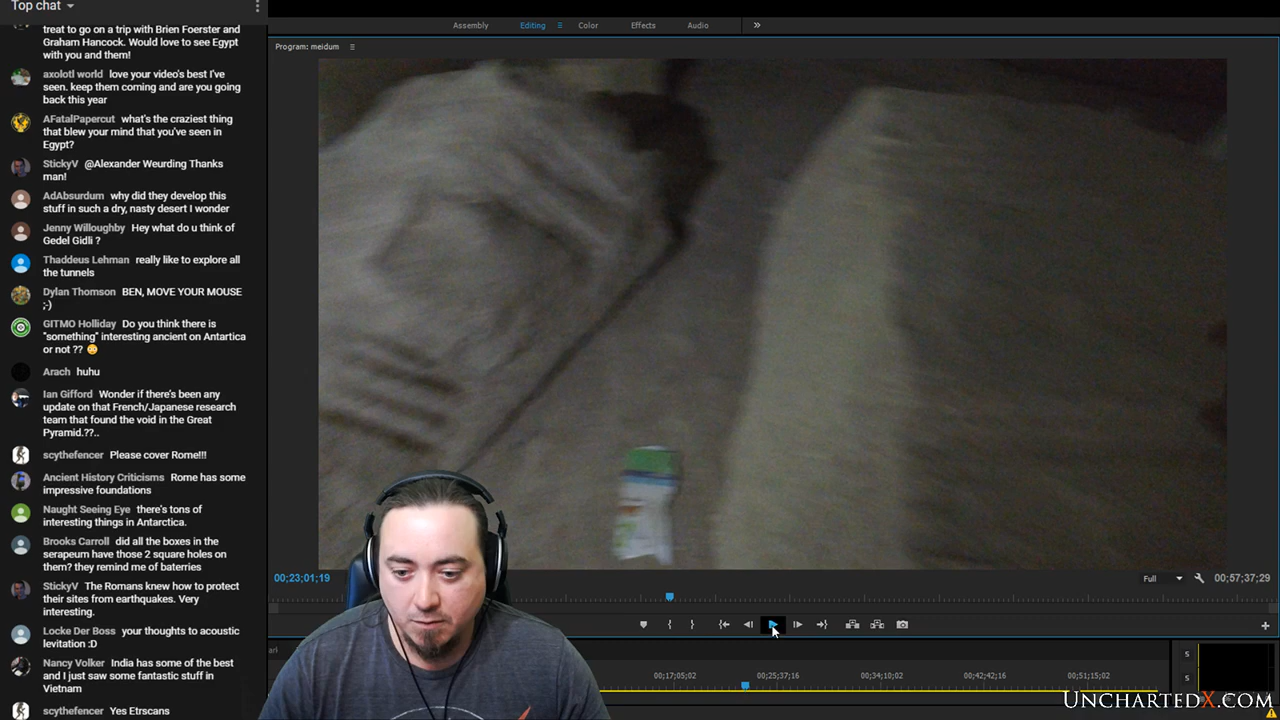 Top chat
treat to go on a trip with Brien Foerster and
Graham Hancock. Would love to see Egypt
with you and them!
axolotl world love your video's best I've
seen. keep them coming and are you going
back this year
AFatalPapercut what's the craziest thing
that blew your mind that you've seen in
Egypt?
StickyV @Alexander Weurding Thanks
man!
AdAbsurdum why did they develop this
stuff in such a dry, nasty desert I wonder
Jenny Willoughby Hey what do u think of
Gedel Gidli ?
Thaddeus Lehman really like to explore all
the tunnels
Dylan Thomson BEN, MOVE YOUR MOUSE
;-)
GITMO Holliday Do you think there is
"something" interesting ancient on Antartica
or not ??
Arach huhu
Ian Gifford Wonder if there's been any
update on that French/Japanese research
team that found the void in the Great
Pyramid.??..
scythefencer Please cover Rome!!!
Ancient History Criticisms Rome has some
impressive foundations
Naught Seeing Eye there's tons of
interesting things in Antarctica.
Brooks Carroll did all the boxes in the
serapeum have those 2 square holes on
them? they remind me of bateries
StickyV The Romans knew how to protect
their sites from earthquakes. Very
interesting.
Locke Der Boss your thoughts to acoustic
levitation :D
Nancy Volker India has some of the best
and I just saw some fantastic stuff in
Vietnam
scythefencer Yes Etrscans
Assembly Editing Color Effects Audio
Program: meidum
00;23;01;19 Full 00;57;37;29
00;17;05;02 00;25;37;16 00;34;10;02 00;42;42;16 00;51;15;02
S
S
UnchartedX.com